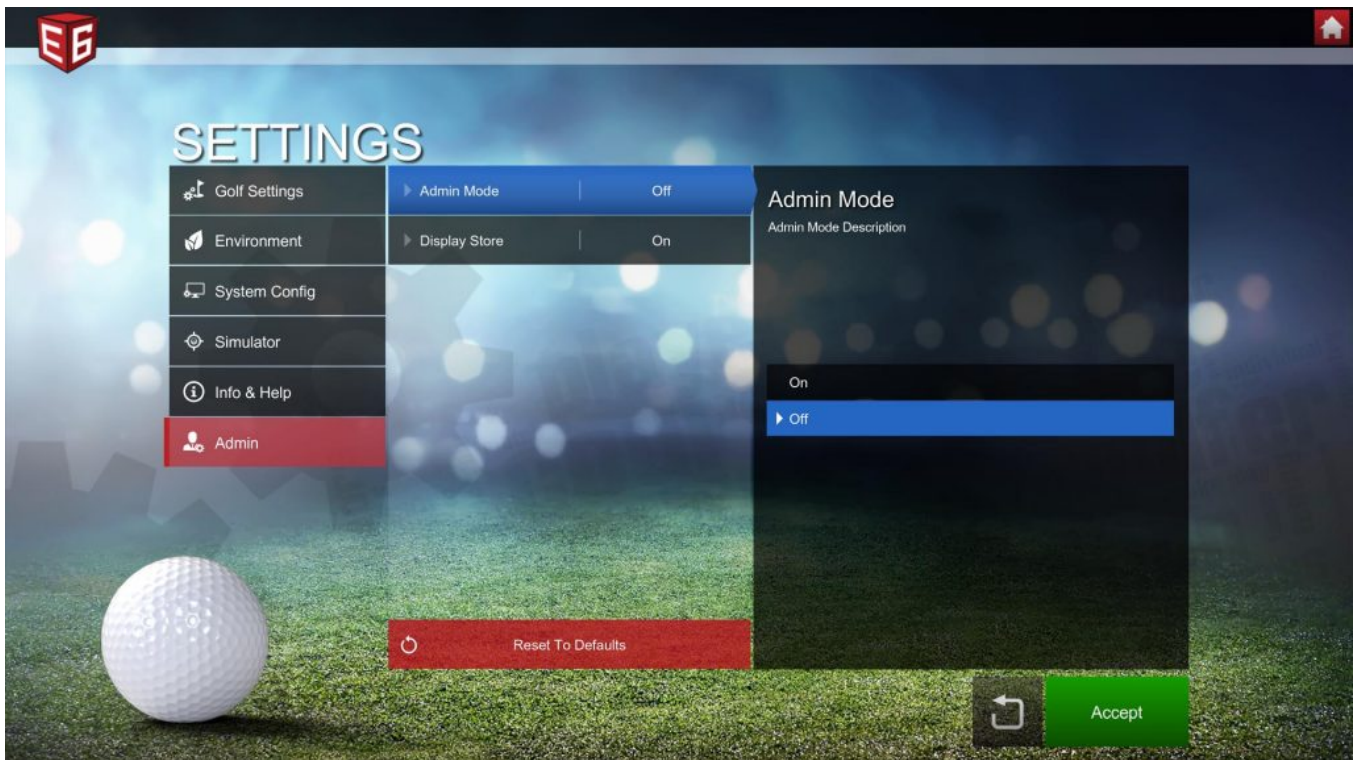 E6
SETTINGS
Golf Settings
Environment
System Config
Simulator
Info & Help
Admin
Admin Mode Off
Display Store On
Reset To Defaults
Admin Mode
Admin Mode Description
On
Off
Accept